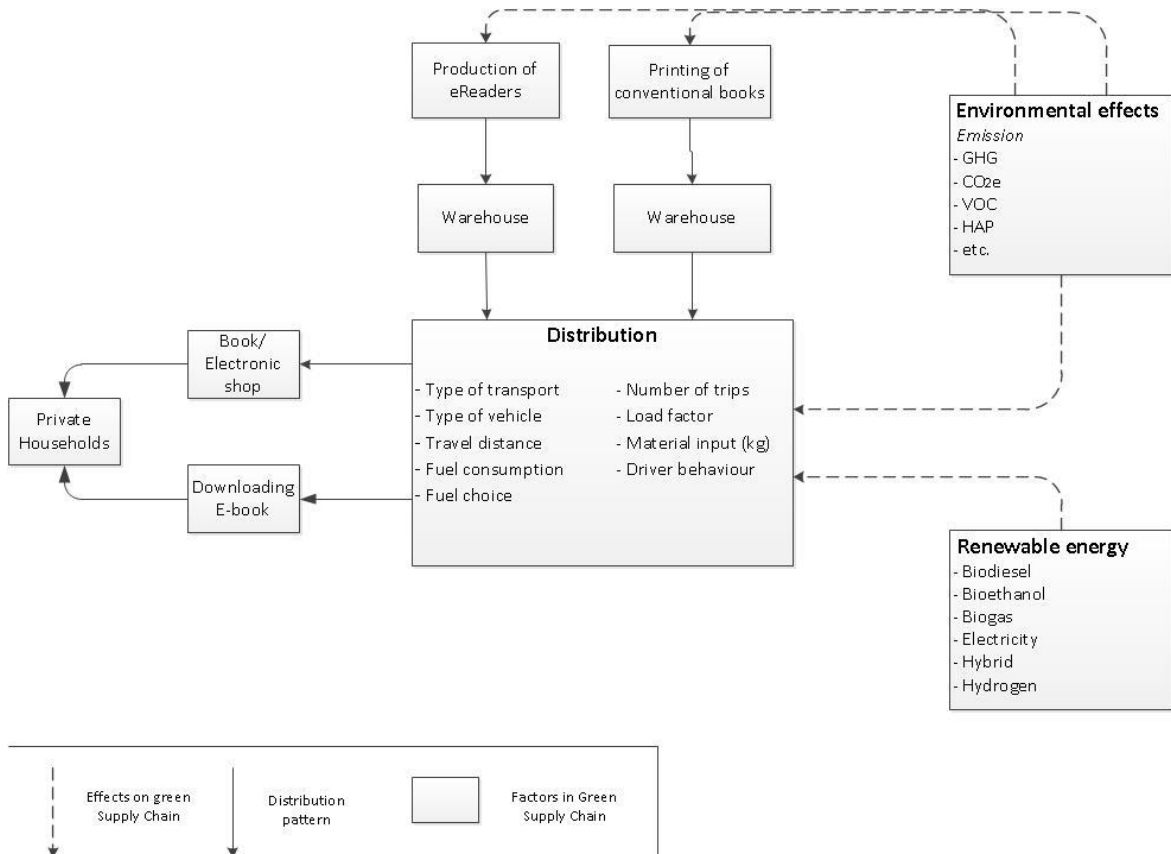 Production of
eReaders
Printing of
conventional books
Environmental effects
Emission
- GHG
- CO2e
- VOC
- HAP
- etc.
Warehouse
Warehouse
Distribution
- Type of transport
- Type of vehicle
- Travel distance
- Fuel consumption
- Fuel choice
- Number of trips
- Load factor
- Material input (kg)
- Driver behaviour
Book/
Electronic
shop
Private
Households
Downloading
E-book
Renewable energy
- Biodiesel
- Bioethanol
- Biogas
- Electricity
- Hybrid
- Hydrogen
Effects on green
Supply Chain
Distribution
pattern
Factors in Green
Supply Chain